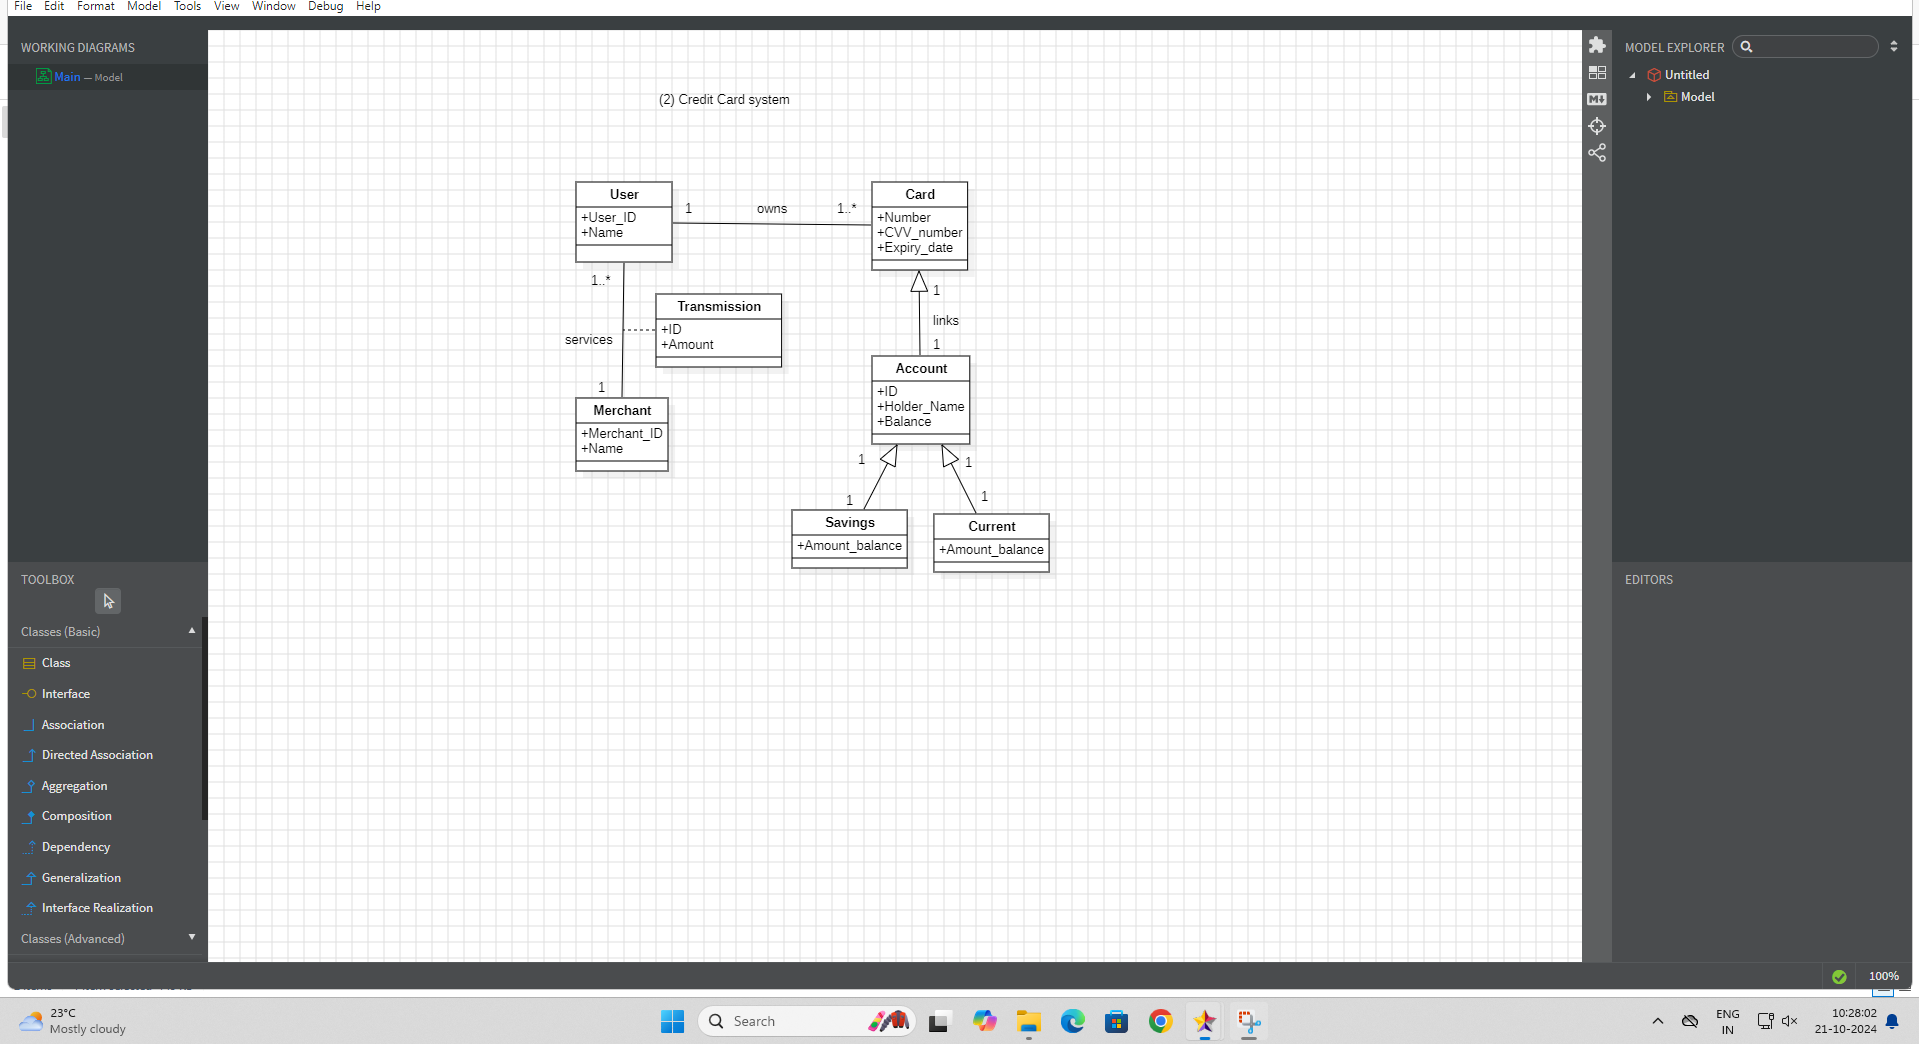 File Edit Format Model Tools View Window Debug Help
WORKING DIAGRAMS
Main — Model
(2) Credit Card system
User
+User_ID
+Name
1
owns
1..*
Card
+Number
+CVV_number
+Expiry_date
1..*
services
1
Transmission
+ID
+Amount
Merchant
+Merchant_ID
+Name
1
links
1
Account
+ID
+Holder_Name
+Balance
1
1
1
1
Savings
+Amount_balance
Current
+Amount_balance
TOOLBOX
Classes (Basic)
Class
Interface
Association
Directed Association
Aggregation
Composition
Dependency
Generalization
Interface Realization
Classes (Advanced)
MODEL EXPLORER
Untitled
Model
EDITORS
100%
23°C
Mostly cloudy
Search
ENG
IN
10:28:02
21-10-2024